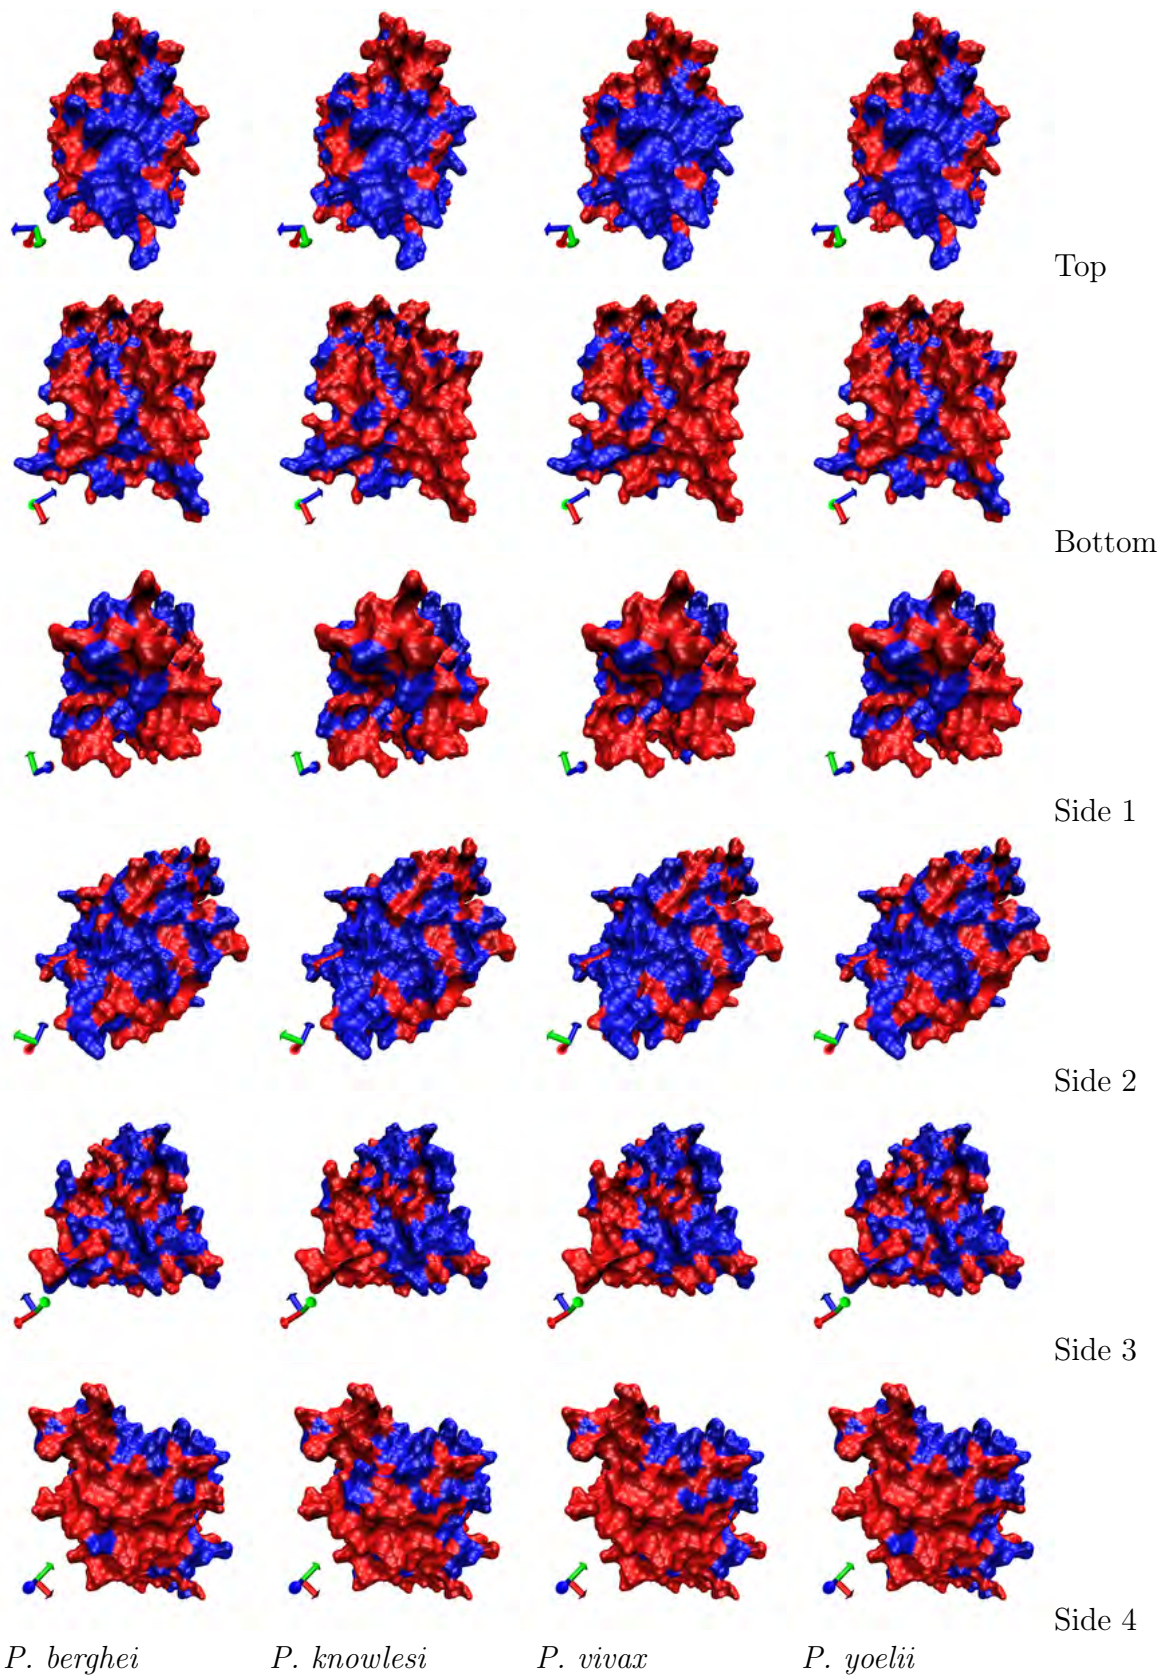 Top
Bottom
Side 1
Side 2
Side 3
Side 4
P. berghei P. knowlesi P. vivax P. yoelii